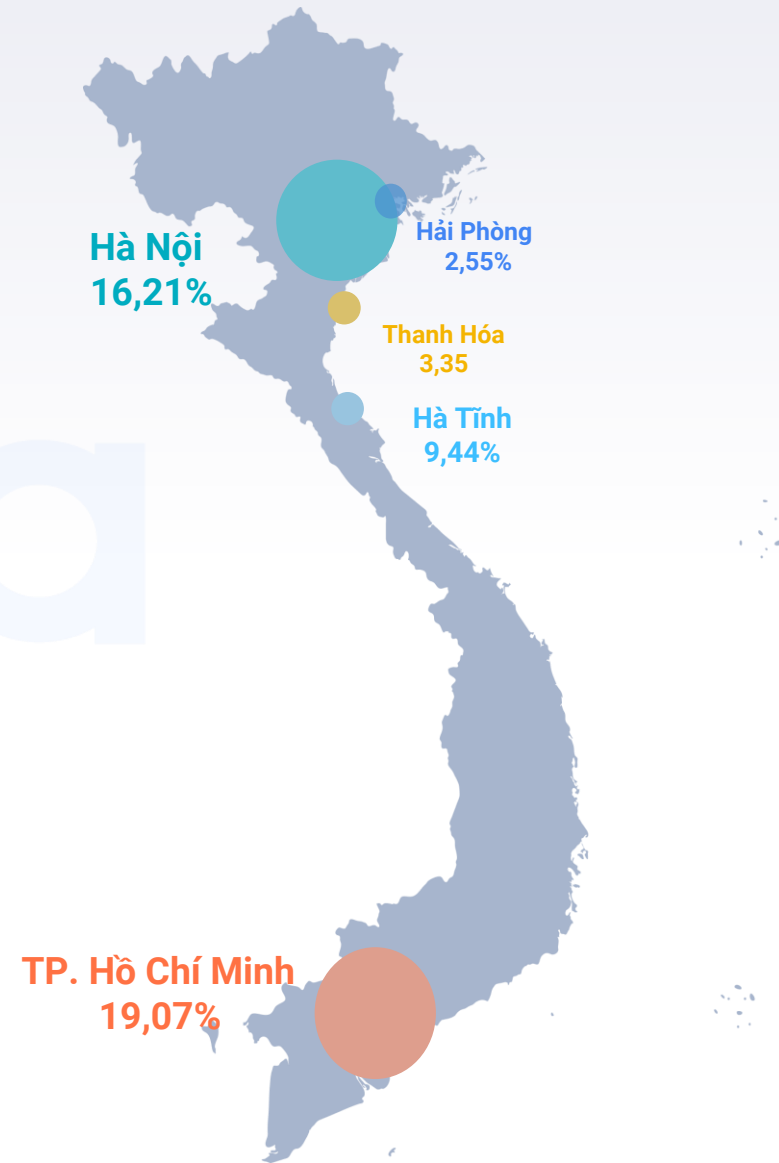 Hà Nội
16,21%
Hải Phòng
2,55%
Thanh Hóa
3,35
Hà Tĩnh
9,44%
TP. Hồ Chí Minh
19,07%